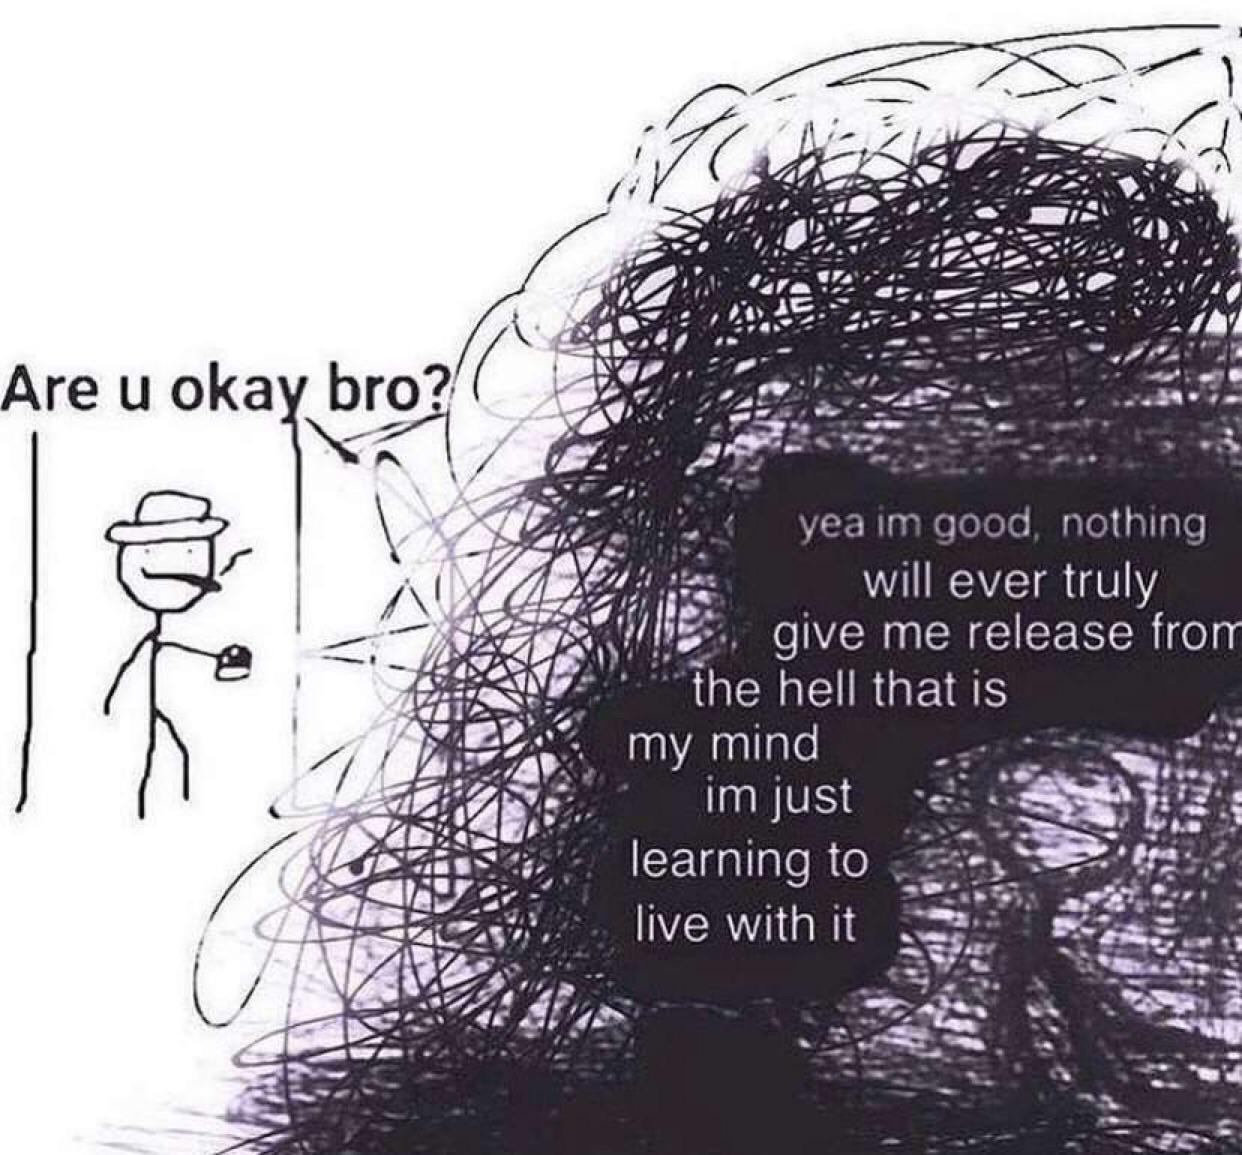 Are u okay bro?
yea im good, nothing
will ever truly
give me release from
the hell that is
my mind
im just
learning to
live with it